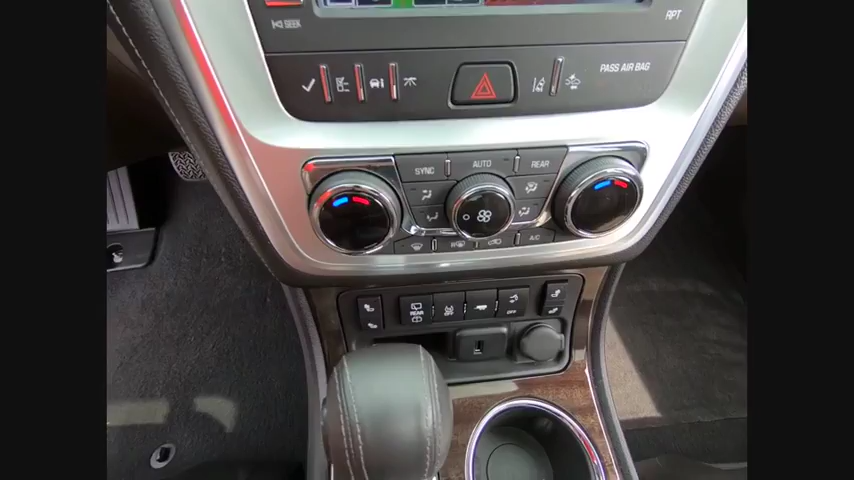 SEEK
RPT
PASS AIR BAG
SYNC
AUTO
REAR
R
A/C
REAR
OFF